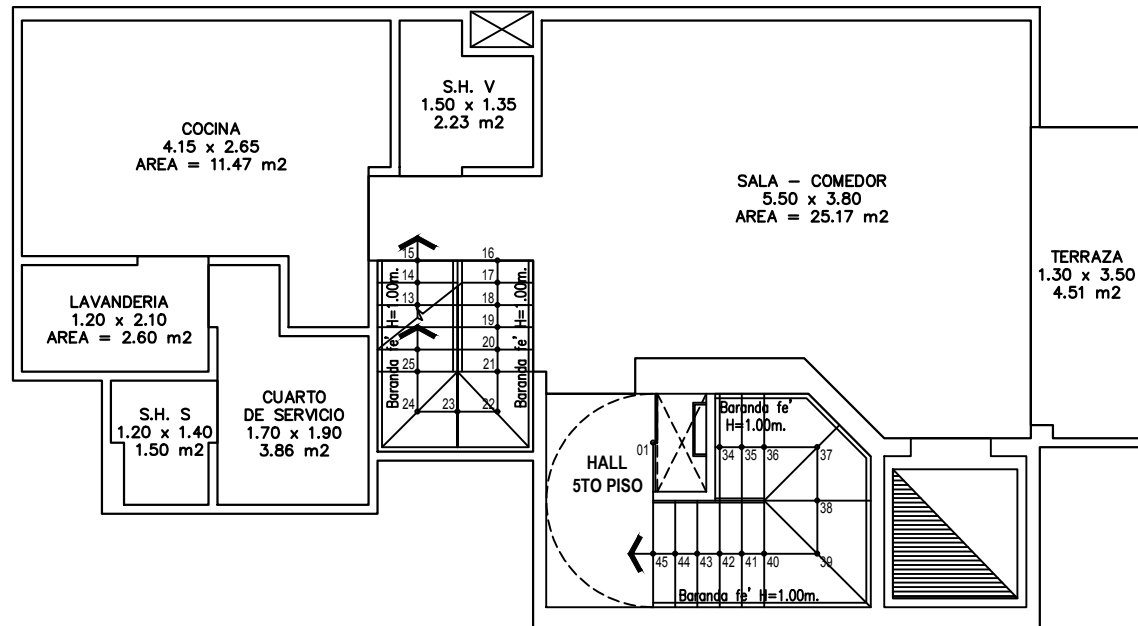 S.H. V
1.50 x 1.35
2.23 m2
COCINA
4.15 x 2.65
AREA = 11.47 m2
SALA – COMEDOR
5.50 x 3.80
AREA = 25.17 m2
TERRAZA
1.30 x 3.50
4.51 m2
LAVANDERIA
1.20 x 2.10
AREA = 2.60 m2
CUARTO
DE SERVICIO
1.70 x 1.90
3.86 m2
S.H. S
1.20 x 1.40
1.50 m2
Baranda fe' H=1.00m.
15
14
13
25
24
23
16
17
18
19
20
21
22
Baranda fe' H=1.00m.
HALL
5TO PISO
01
Baranda fe'
H=1.00m.
34
35
36
37
38
39
45
44
43
42
41
40
Baranda fe' H=1.00m.